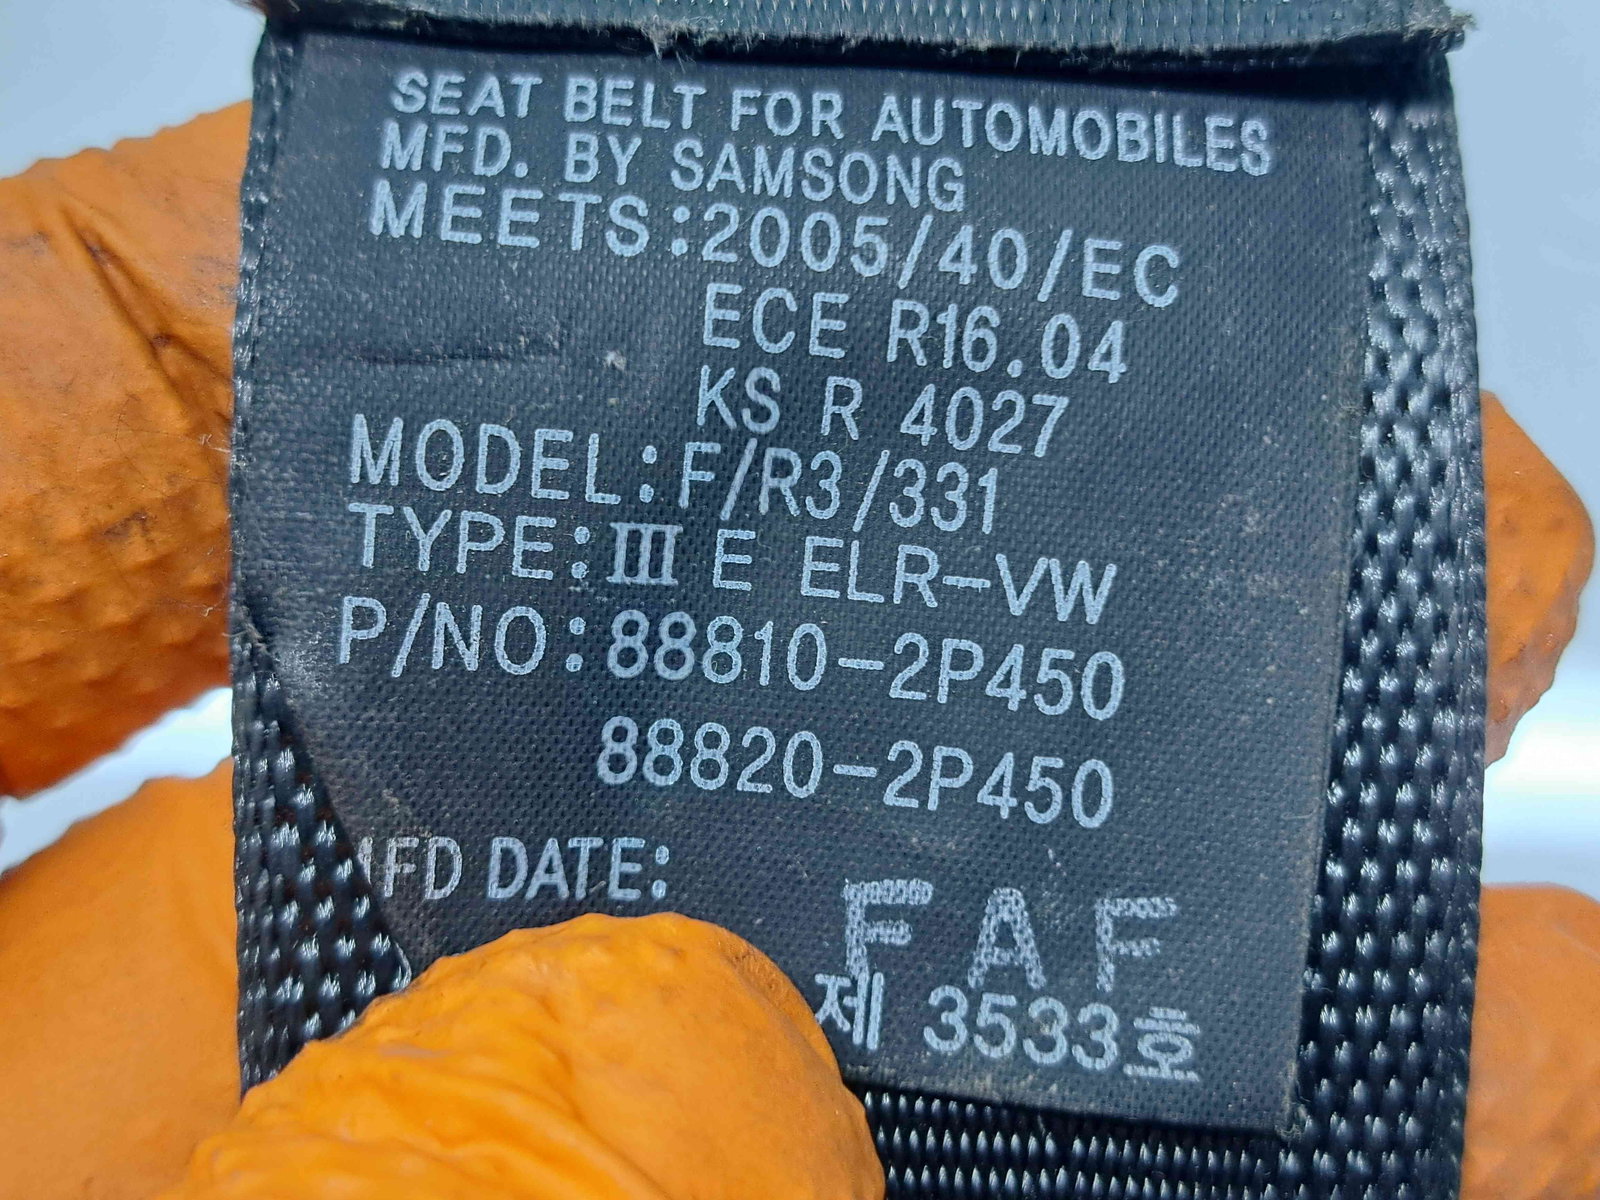 SEAT BELT FOR AUTOMOBILES
MFD. BY SAMSONG
MEETS:2005/40/EC
ECE R16.04
KS R 4027
MODEL:F/R3/331
TYPE:Ⅲ E ELR-VW
P/NO:88810-2P450
88820-2P450
MFD DATE:
FAF
제 3533호